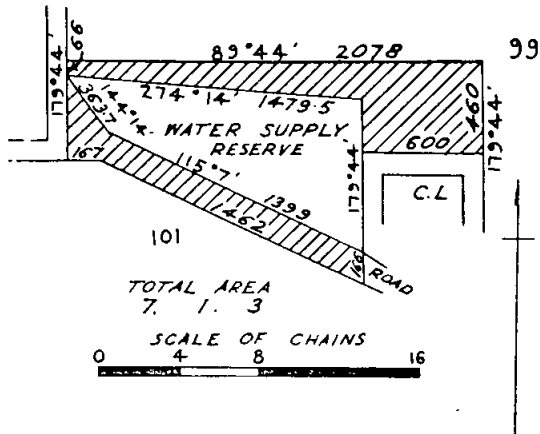 66
89°44′ 2078
99
179°44′
274°14′ 1479·5
460
179°44′
144°14′
363·7
WATER SUPPLY
RESERVE
600
167
115°7′
179°44′
C.L
1399
1462
101
166
ROAD
TOTAL AREA
7. 1. 3
SCALE OF CHAINS
0 4 8 16